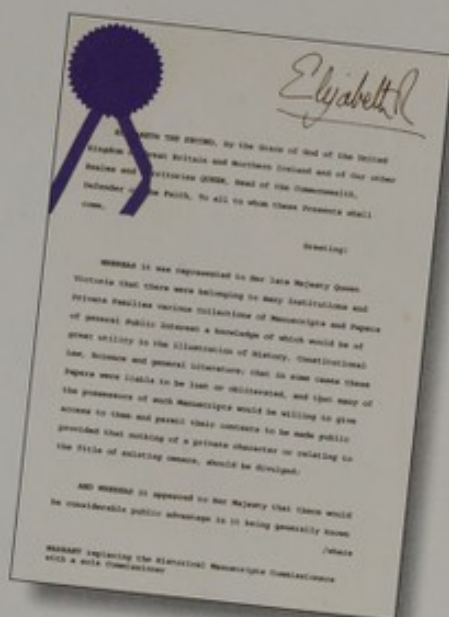 Elizabeth R
THE SECOND, by the Grace of God of the United
Kingdom of Great Britain and Northern Ireland and of Our other
Realms and Territories QUEEN, Head of the Commonwealth,
Defender of the Faith, To all to whom these Presents shall
come,
Greeting!
WHEREAS it was represented to Her late Majesty Queen
Victoria that there were belonging to many Institutions and
Private Families various Collections of Manuscripts and Papers
of general Public Interest a knowledge of which would be of
great utility in the illustration of History, Constitutional
Law, Science and general Literature; that in some cases these
Papers were liable to be lost or obliterated, and that many of
the possessors of such Manuscripts would be willing to give
access to them and permit their contents to be made public
provided that nothing of a private character or relating to
the Title of existing owners, should be divulged;
AND WHEREAS it appeared to Her Majesty that there would
be considerable public advantage in it being generally known
/where
WARRANT replacing the Historical Manuscripts Commissioners
with a sole Commissioner